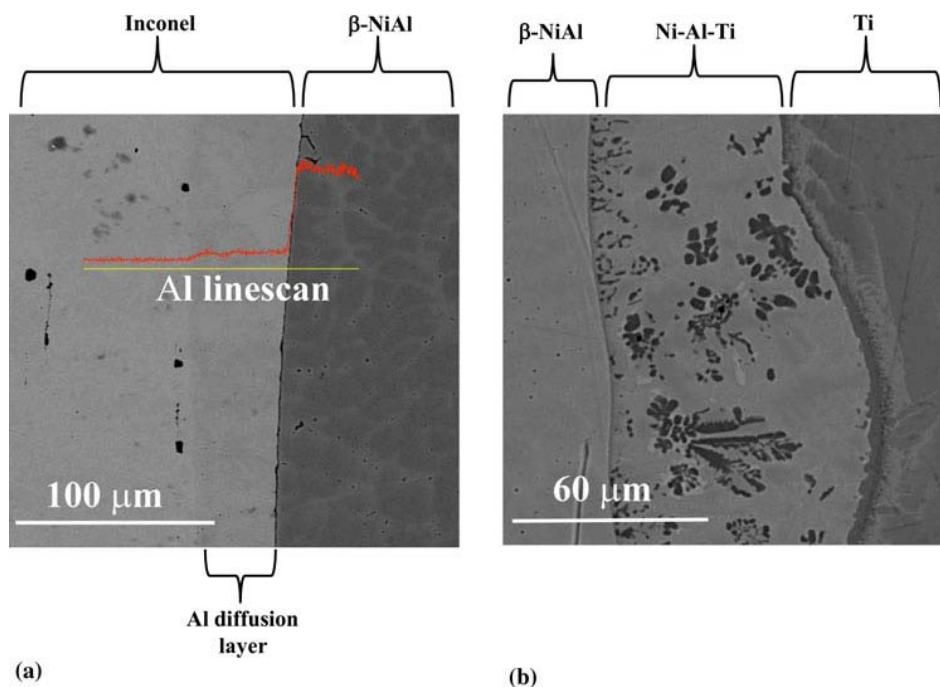 Inconel
β-NiAl
Al linescan
100 μm
Al diffusion
layer
(a)
β-NiAl
Ni-Al-Ti
Ti
60 μm
(b)